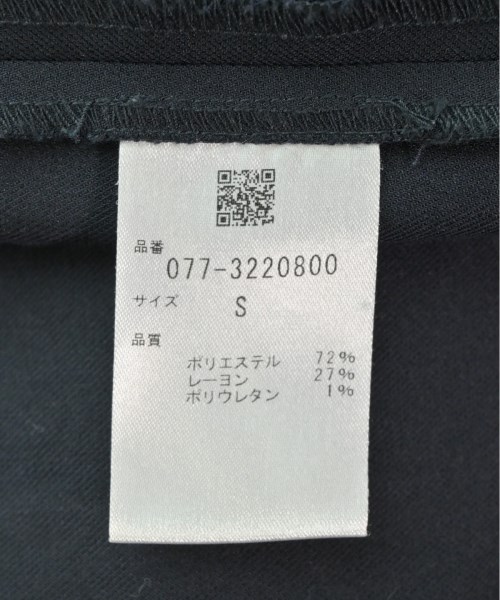 品番
077-3220800
サイズ
S
品質
ポリエステル 72%
レーヨン 27%
ポリウレタン 1%